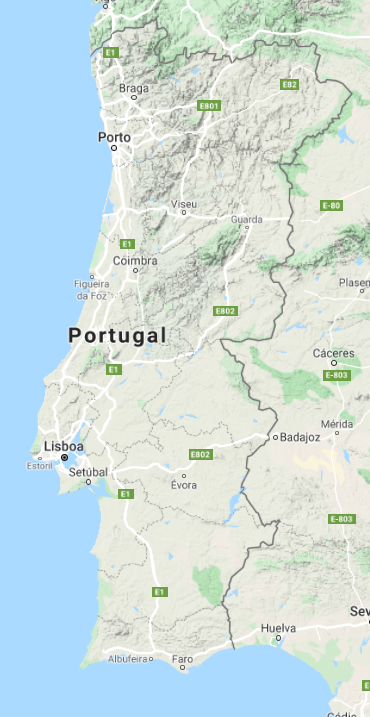 E1
Braga
E82
E801
Porto
E-80
Viseu
Guarda
E1
Coimbra
Figueira
da Foz
Plasen
E802
Portugal
Cáceres
E1
E-803
Mérida
Badajoz
Lisboa
E802
Estoril
Setúbal
Évora
E1
E-803
E1
Sev
Huelva
Albufeira
Faro
E
Cádiz